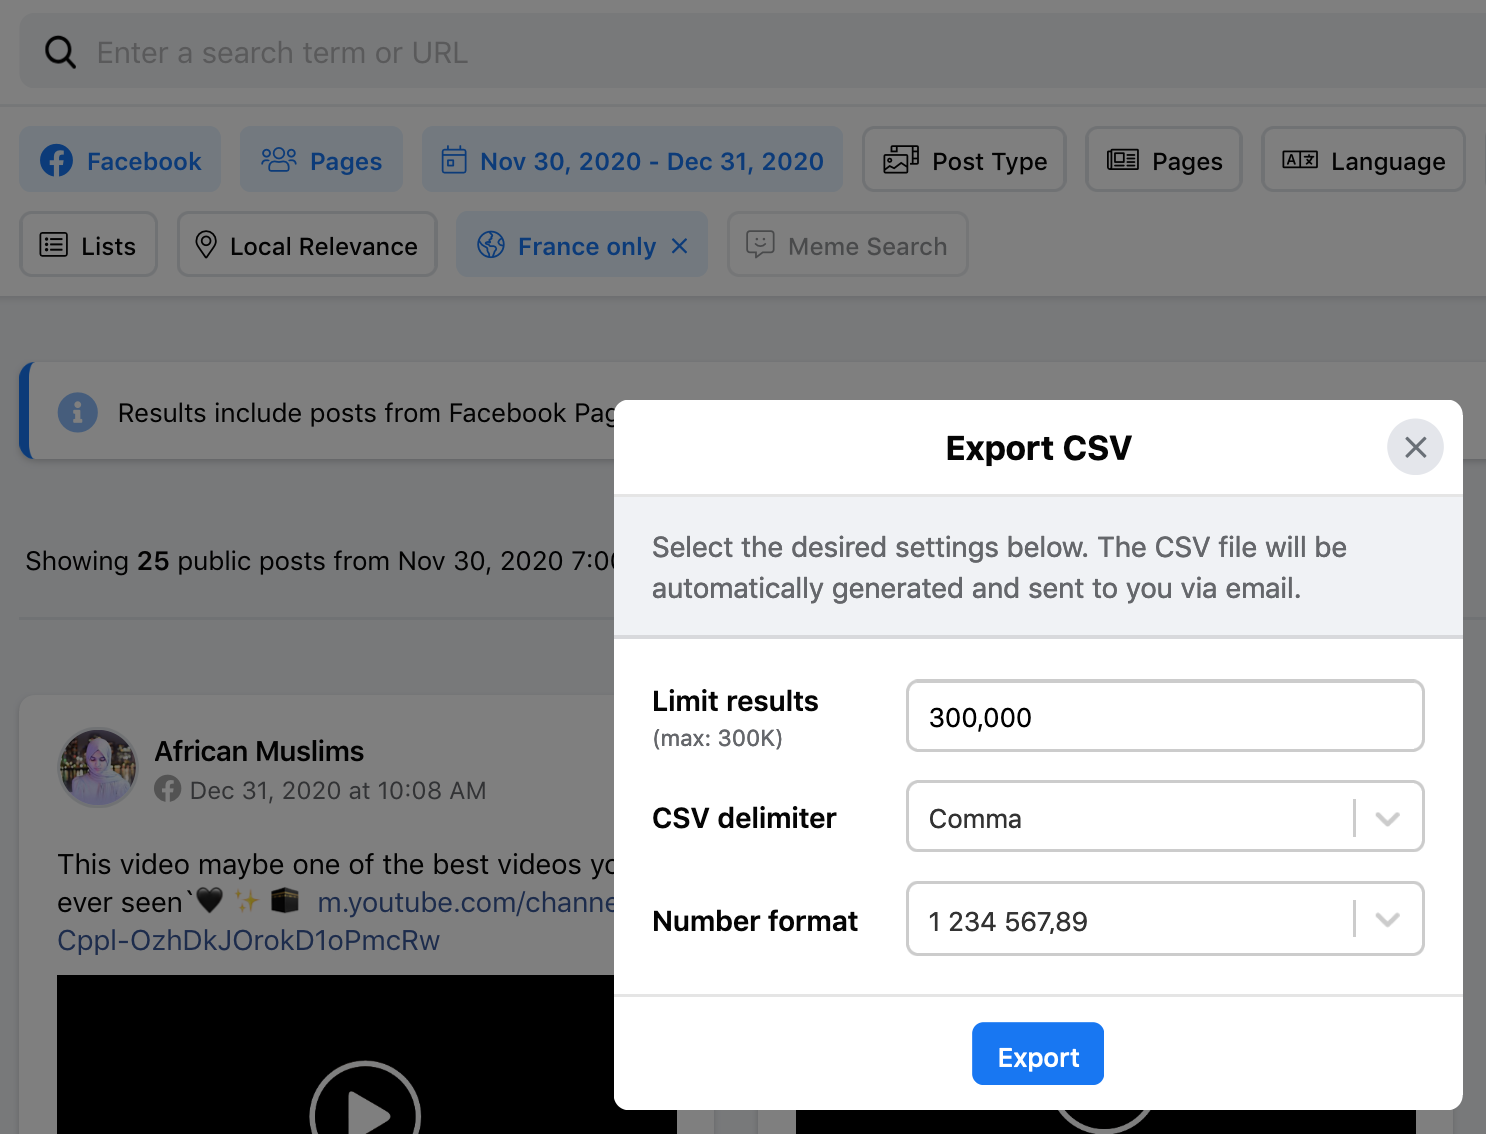 Enter a search term or URL
Facebook
Pages
Nov 30, 2020 - Dec 31, 2020
Post Type
Pages
Language
Lists
Local Relevance
France only
Meme Search
Results include posts from Facebook
Showing 25 public posts from Nov 30, 2020
African Muslims
Dec 31, 2020 at 10:08 AM
This video maybe one of the best videos
ever seen`🖤 ✨ 🕋 m.youtube.com/channe
Cppl-OzhDkJOrokD1oPmcRw
Export CSV
Select the desired settings below. The CSV file will be
automatically generated and sent to you via email.
Limit results
(max: 300K)
300,000
CSV delimiter
Comma
Number format
1 234 567,89
Export